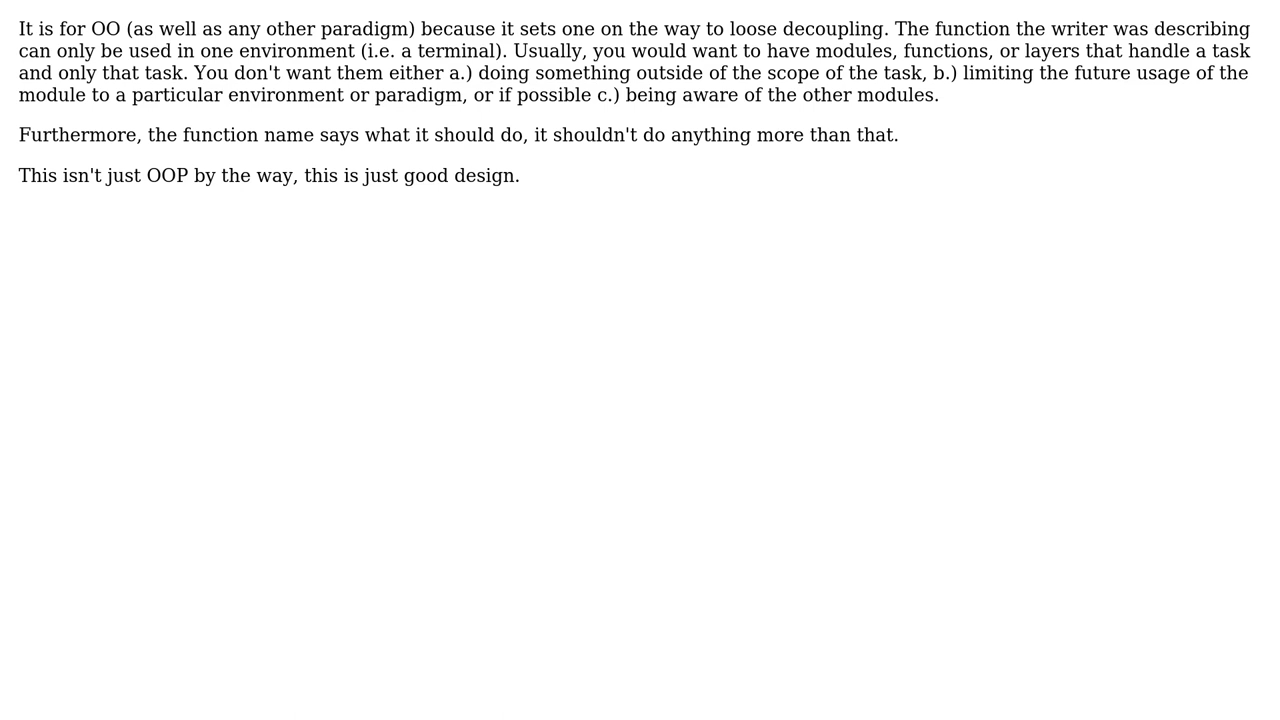 It is for OO (as well as any other paradigm) because it sets one on the way to loose decoupling. The function the writer was describing
can only be used in one environment (i.e. a terminal). Usually, you would want to have modules, functions, or layers that handle a task
and only that task. You don't want them either a.) doing something outside of the scope of the task, b.) limiting the future usage of the
module to a particular environment or paradigm, or if possible c.) being aware of the other modules.
Furthermore, the function name says what it should do, it shouldn't do anything more than that.
This isn't just OOP by the way, this is just good design.